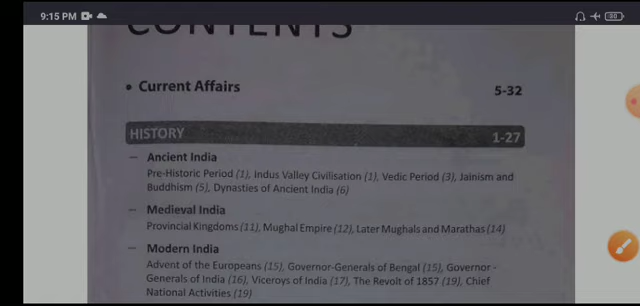 9:15 PM
30
CONTENTS
• Current Affairs 5-32
HISTORY 1-27
– Ancient India
Pre-Historic Period (1), Indus Valley Civilisation (1), Vedic Period (3), Jainism and
Buddhism (5), Dynasties of Ancient India (6)
– Medieval India
Provincial Kingdoms (11), Mughal Empire (12), Later Mughals and Marathas (14)
– Modern India
Advent of the Europeans (15), Governor-Generals of Bengal (15), Governor-
Generals of India (16), Viceroys of India (17), The Revolt of 1857 (19), Chief
National Activities (19)